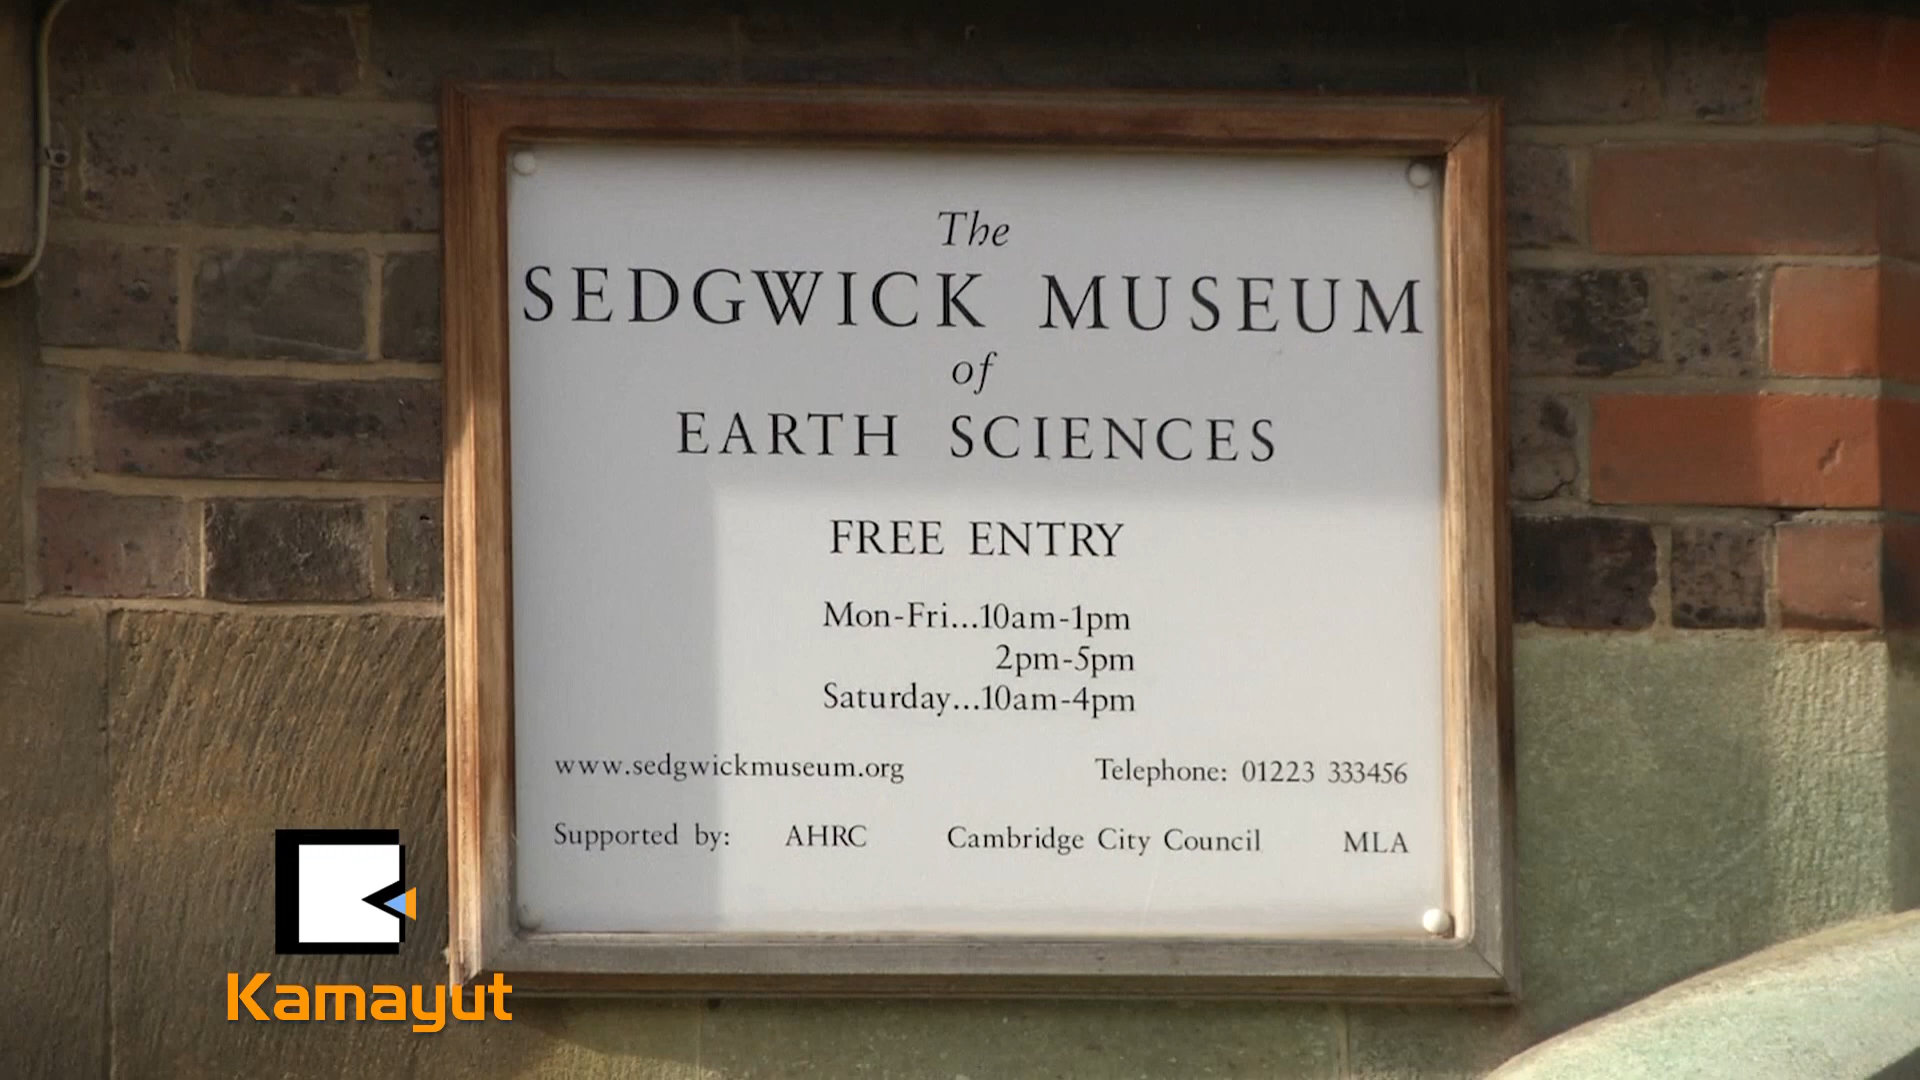 The
SEDGWICK MUSEUM
of
EARTH SCIENCES
FREE ENTRY
Mon-Fri...10am-1pm
2pm-5pm
Saturday...10am-4pm
www.sedgwickmuseum.org Telephone: 01223 333456
Supported by: AHRC Cambridge City Council MLA
Kamayut